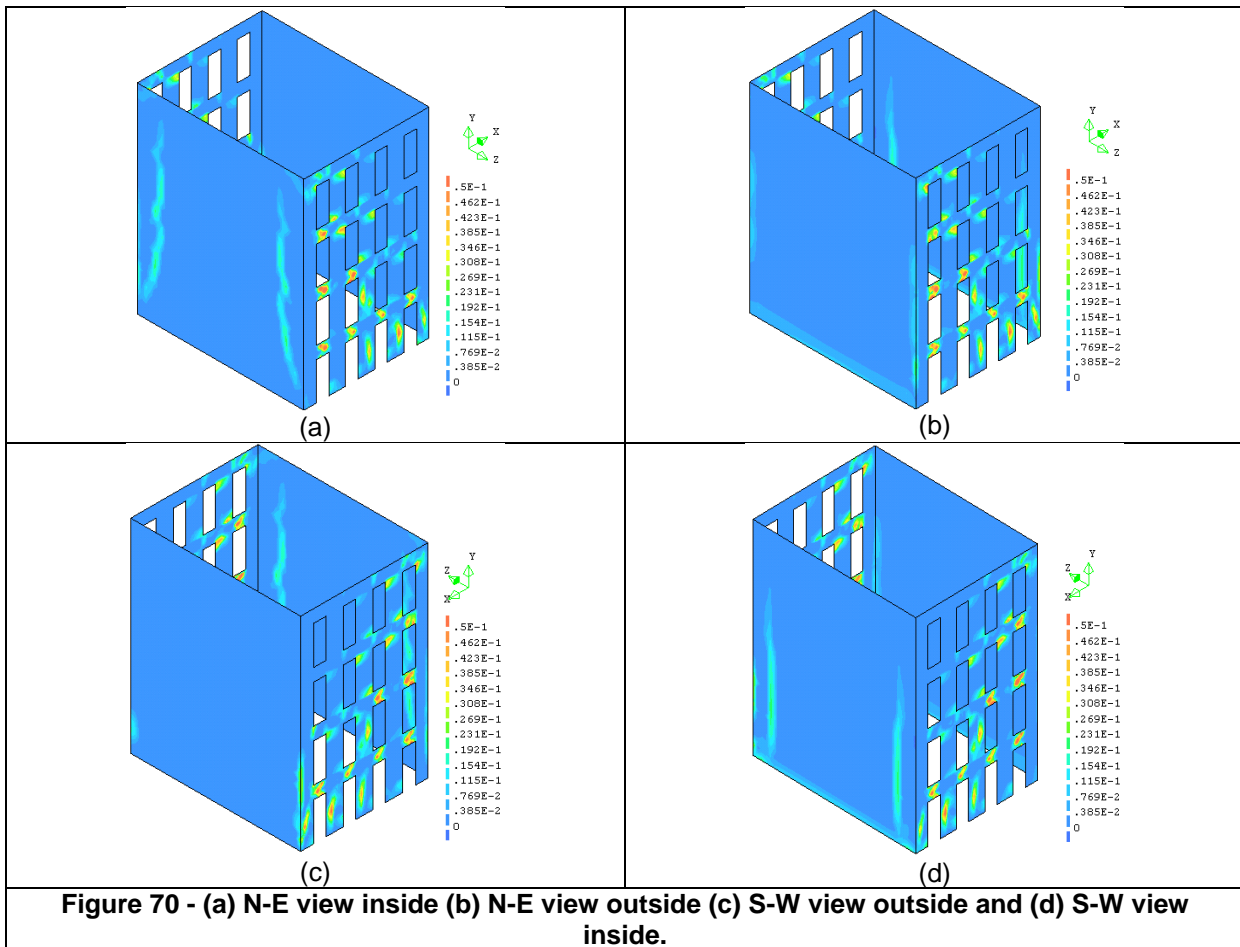 Y
X
Z
.5E-1
.462E-1
.423E-1
.385E-1
.346E-1
.308E-1
.269E-1
.231E-1
.192E-1
.154E-1
.115E-1
.769E-2
.385E-2
0
(a)
Y
X
Z
.5E-1
.462E-1
.423E-1
.385E-1
.346E-1
.308E-1
.269E-1
.231E-1
.192E-1
.154E-1
.115E-1
.769E-2
.385E-2
0
(b)
Y
Z
X
.5E-1
.462E-1
.423E-1
.385E-1
.346E-1
.308E-1
.269E-1
.231E-1
.192E-1
.154E-1
.115E-1
.769E-2
.385E-2
0
(c)
Y
Z
X
.5E-1
.462E-1
.423E-1
.385E-1
.346E-1
.308E-1
.269E-1
.231E-1
.192E-1
.154E-1
.115E-1
.769E-2
.385E-2
0
(d)
Figure 70 - (a) N-E view inside (b) N-E view outside (c) S-W view outside and (d) S-W view
inside.